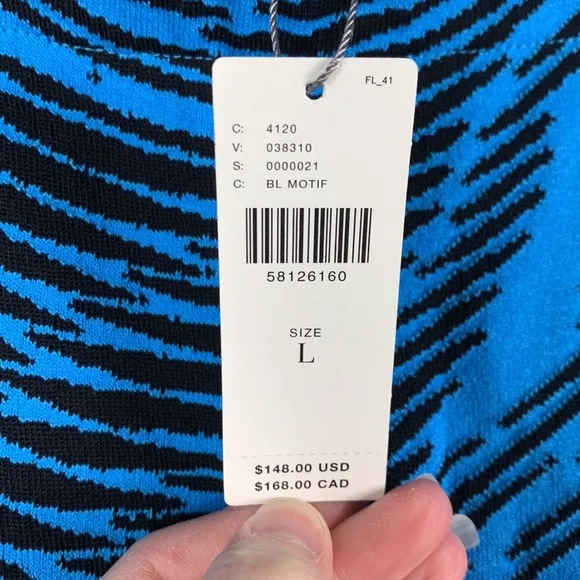 FL_41
C: 4120
V: 038310
S: 0000021
C: BL MOTIF
58126160
SIZE
L
$148.00 USD
$168.00 CAD